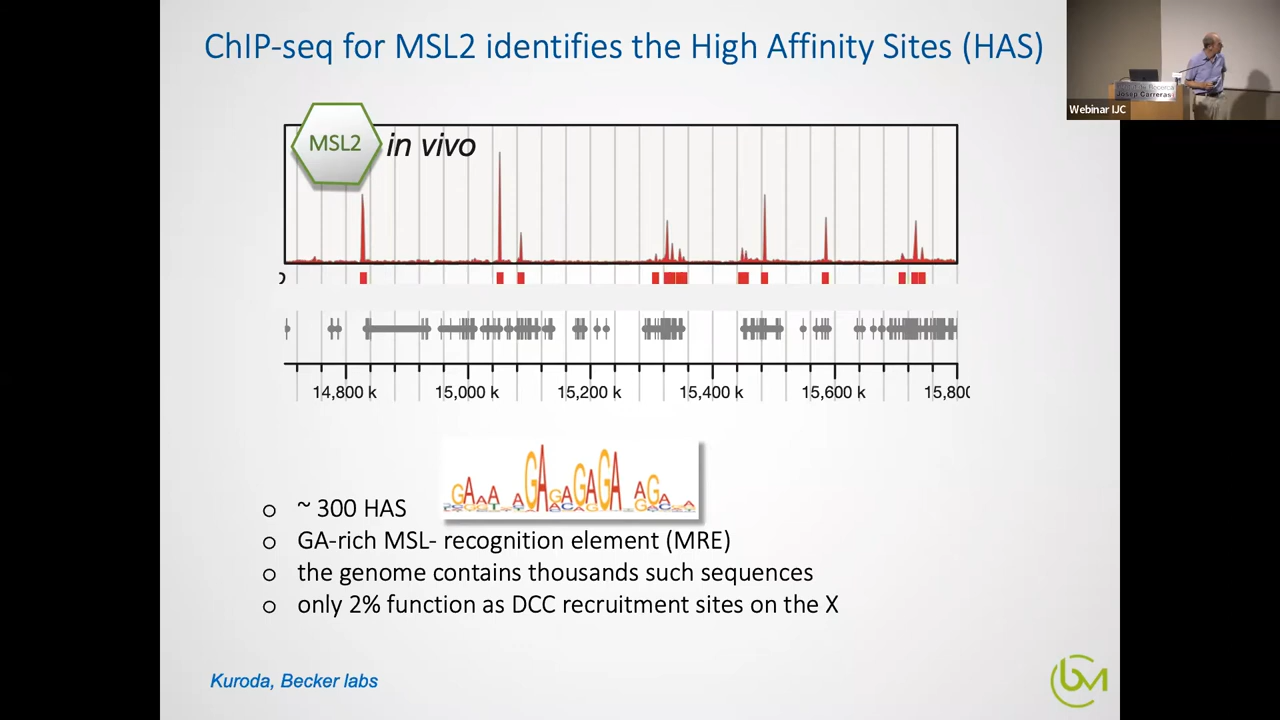 ChIP-seq for MSL2 identifies the High Affinity Sites (HAS)
Josep Carreras
Webinar IJC
MSL2
in vivo
14,800 k 15,000 k 15,200 k 15,400 k 15,600 k 15,800
~ 300 HAS
GA-rich MSL- recognition element (MRE)
the genome contains thousands such sequences
only 2% function as DCC recruitment sites on the X
Kuroda, Becker labs